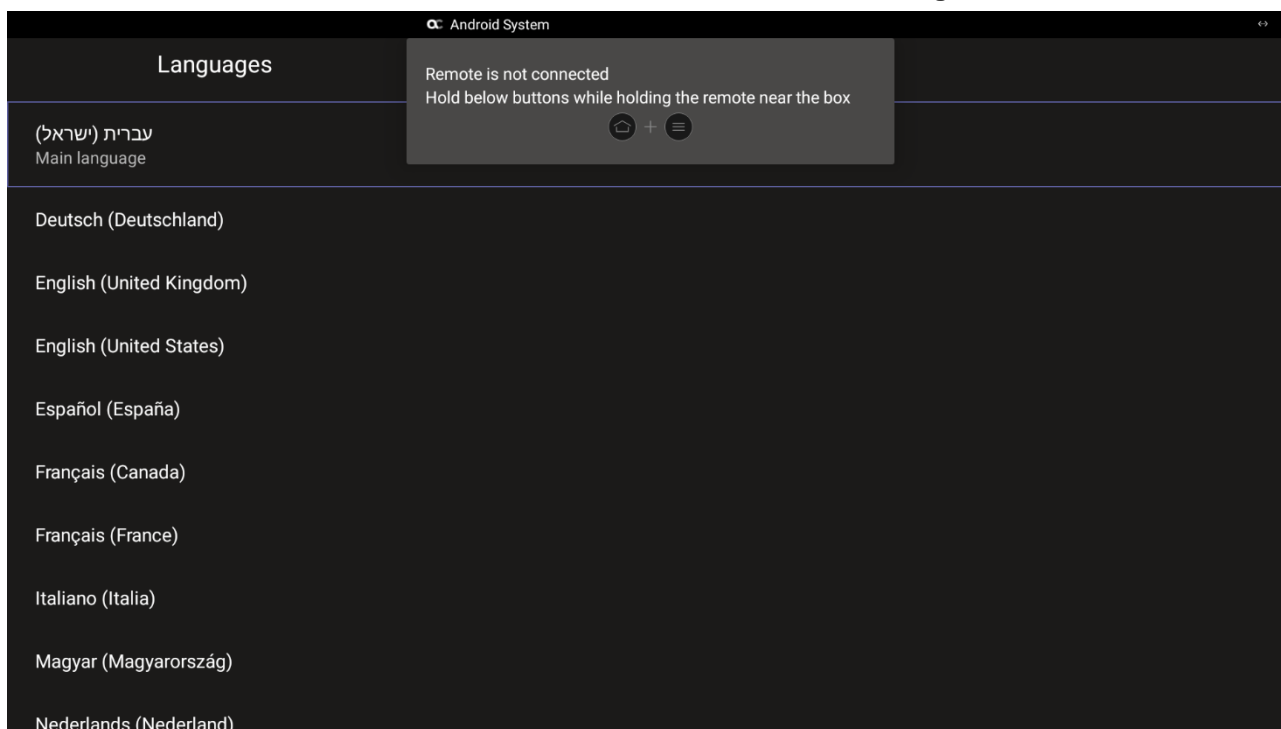 Android System
Languages
Remote is not connected
Hold below buttons while holding the remote near the box
+
עברית (ישראל)
Main language
Deutsch (Deutschland)
English (United Kingdom)
English (United States)
Español (España)
Français (Canada)
Français (France)
Italiano (Italia)
Magyar (Magyarország)
Nederlands (Nederland)